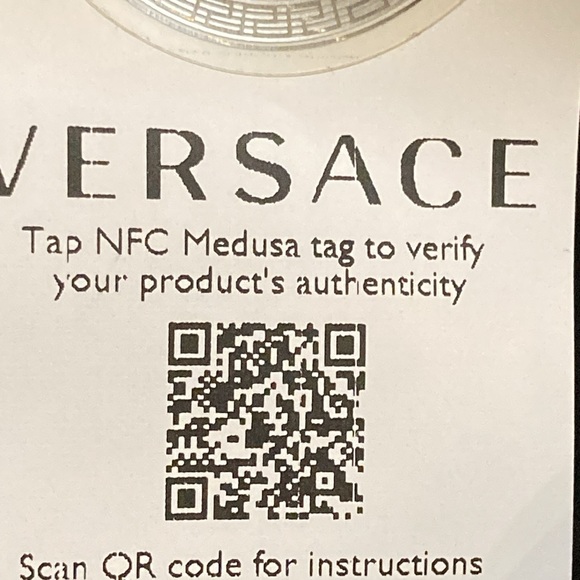 VERSACE
Tap NFC Medusa tag to verify
your product's authenticity
Scan QR code for instructions